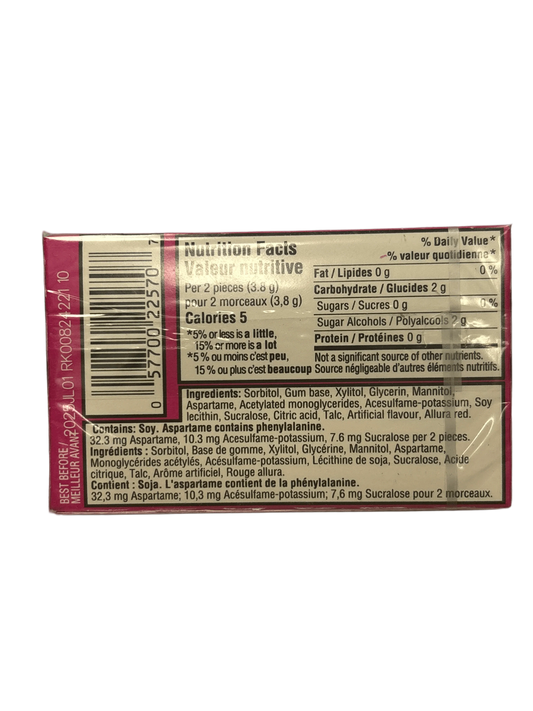 Nutrition Facts
Valeur nutritive
Per 2 pieces (3.8 g)
pour 2 morceaux (3,8 g)
Calories 5
*5% or less is a little,
15% or more is a lot
*5 % ou moins c'est peu,
15 % ou plus c'est beaucoup
% Daily Value*
% valeur quotidienne*
Fat / Lipides 0 g 0 %
Carbohydrate / Glucides 2 g
Sugars / Sucres 0 g 0 %
Sugar Alcohols / Polyalcools 2 g
Protein / Protéines 0 g
Not a significant source of other nutrients.
Source négligeable d'autres éléments nutritifs.
Ingredients: Sorbitol, Gum base, Xylitol, Glycerin, Mannitol,
Aspartame, Acetylated monoglycerides, Acesulfame-potassium, Soy
lecithin, Sucralose, Citric acid, Talc, Artificial flavour, Allura red.
Contains: Soy. Aspartame contains phenylalanine.
32.3 mg Aspartame, 10.3 mg Acesulfame-potassium, 7.6 mg Sucralose per 2 pieces.
Ingrédients : Sorbitol, Base de gomme, Xylitol, Glycérine, Mannitol, Aspartame,
Monoglycérides acétylés, Acésulfame-potassium, Lécithine de soja, Sucralose, Acide
citrique, Talc, Arôme artificiel, Rouge allura.
Contient : Soja. L'aspartame contient de la phénylalanine.
32,3 mg Aspartame; 10,3 mg Acésulfame-potassium; 7,6 mg Sucralose pour 2 morceaux.
0 57700 22570 7
BEST BEFORE/
MEILLEUR AVANT
2025JL01 RK00824221 10